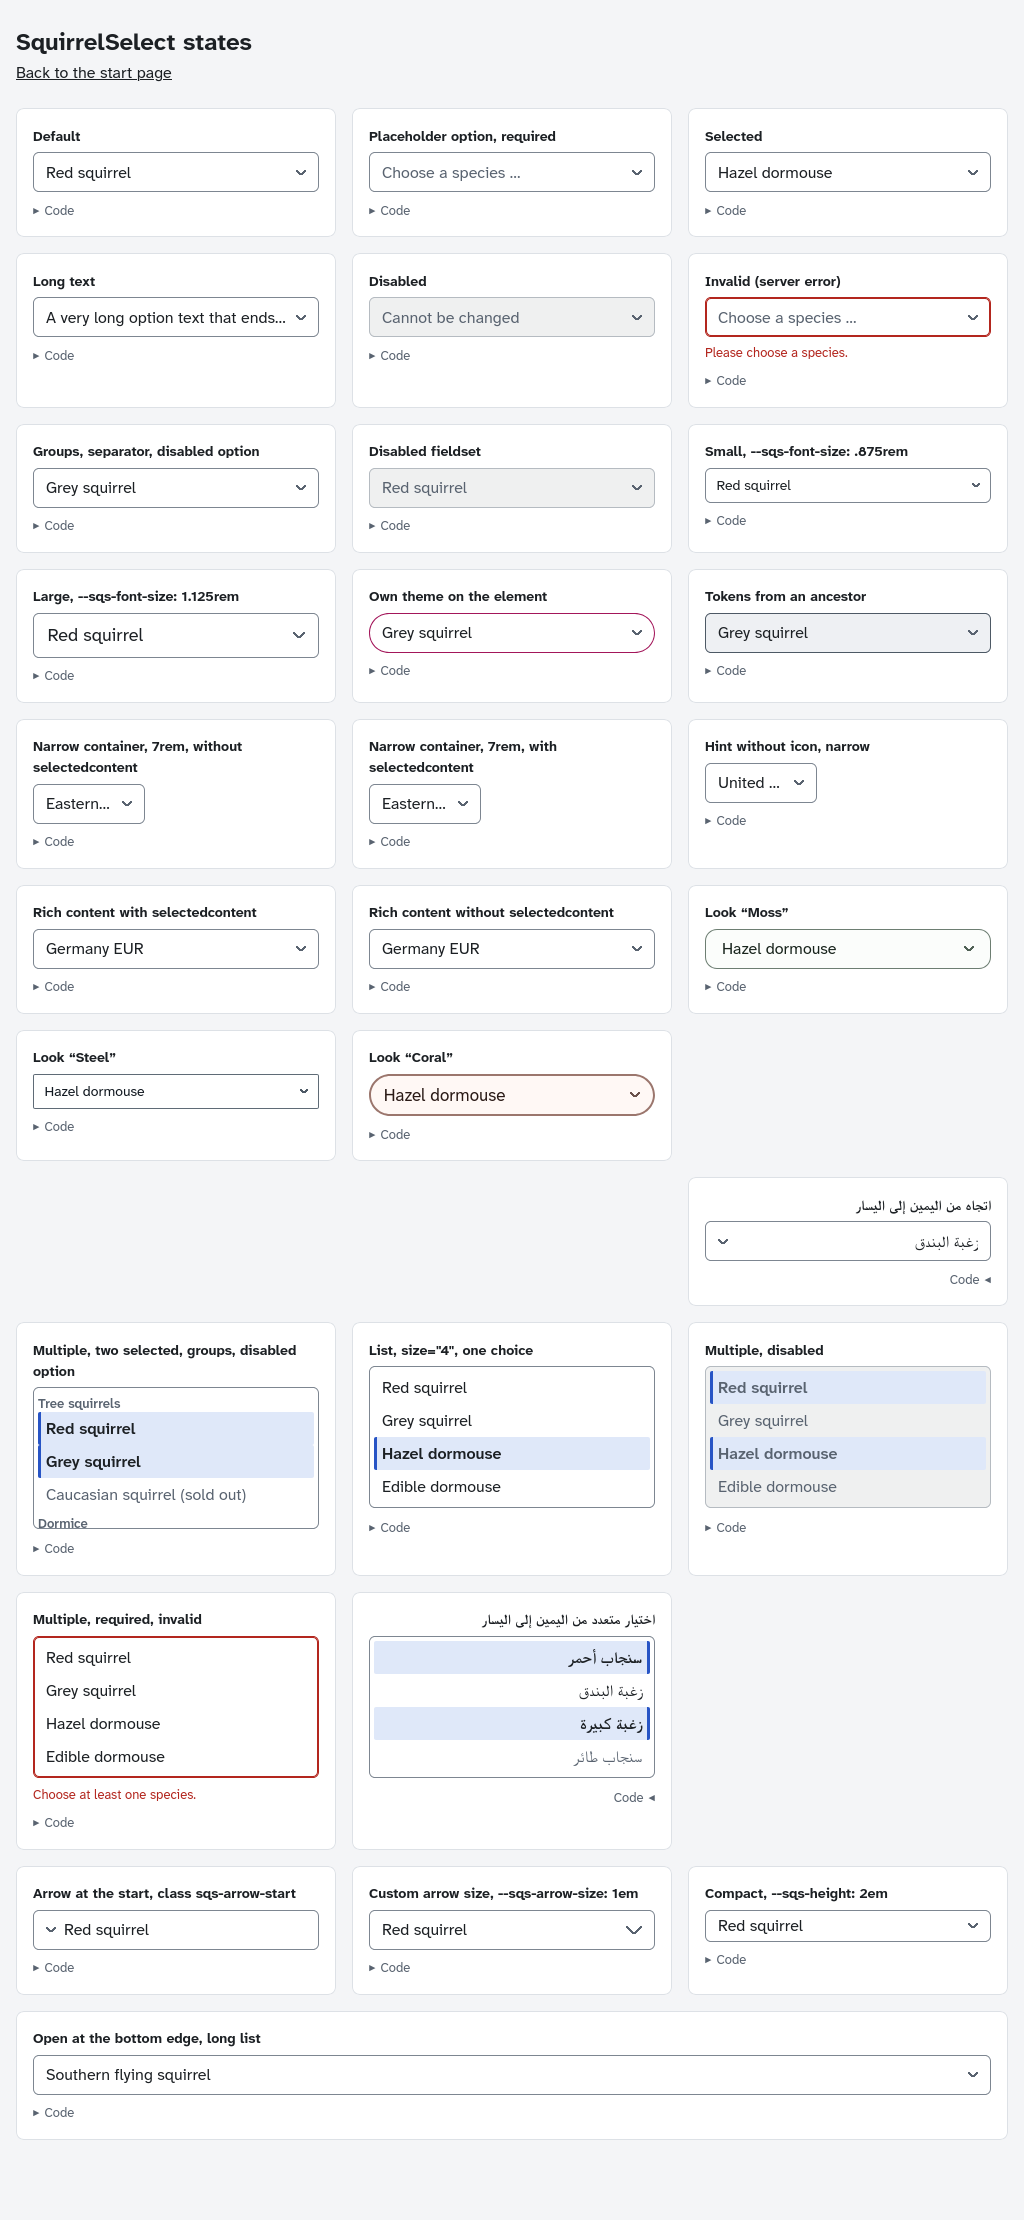 SquirrelSelect states
Back to the start page
Default
Red squirrel
Code
Placeholder option, required
Choose a species ...
Code
Selected
Hazel dormouse
Code
Long text
A very long option text that ends...
Code
Disabled
Cannot be changed
Code
Invalid (server error)
Choose a species ...
Please choose a species.
Code
Groups, separator, disabled option
Grey squirrel
Code
Disabled fieldset
Red squirrel
Code
Small, --sqs-font-size: .875rem
Red squirrel
Code
Large, --sqs-font-size: 1.125rem
Red squirrel
Code
Own theme on the element
Grey squirrel
Code
Tokens from an ancestor
Grey squirrel
Code
Narrow container, 7rem, without
selectedcontent
Eastern...
Code
Narrow container, 7rem, with
selectedcontent
Eastern...
Code
Hint without icon, narrow
United ...
Code
Rich content with selectedcontent
Germany EUR
Code
Rich content without selectedcontent
Germany EUR
Code
Look “Moss”
Hazel dormouse
Code
Look “Steel”
Hazel dormouse
Code
Look “Coral”
Hazel dormouse
Code
اتجاه من اليمين إلى اليسار
زغبة البندق
Code
Multiple, two selected, groups, disabled
option
Tree squirrels
Red squirrel
Grey squirrel
Caucasian squirrel (sold out)
Dormice
Code
List, size="4", one choice
Red squirrel
Grey squirrel
Hazel dormouse
Edible dormouse
Code
Multiple, disabled
Red squirrel
Grey squirrel
Hazel dormouse
Edible dormouse
Code
Multiple, required, invalid
Red squirrel
Grey squirrel
Hazel dormouse
Edible dormouse
Choose at least one species.
Code
اختيار متعدد من اليمين إلى اليسار
سنجاب أحمر
زغبة البندق
زغبة كبيرة
سنجاب طائر
Code
Arrow at the start, class sqs-arrow-start
Red squirrel
Code
Custom arrow size, --sqs-arrow-size: 1em
Red squirrel
Code
Compact, --sqs-height: 2em
Red squirrel
Code
Open at the bottom edge, long list
Southern flying squirrel
Code